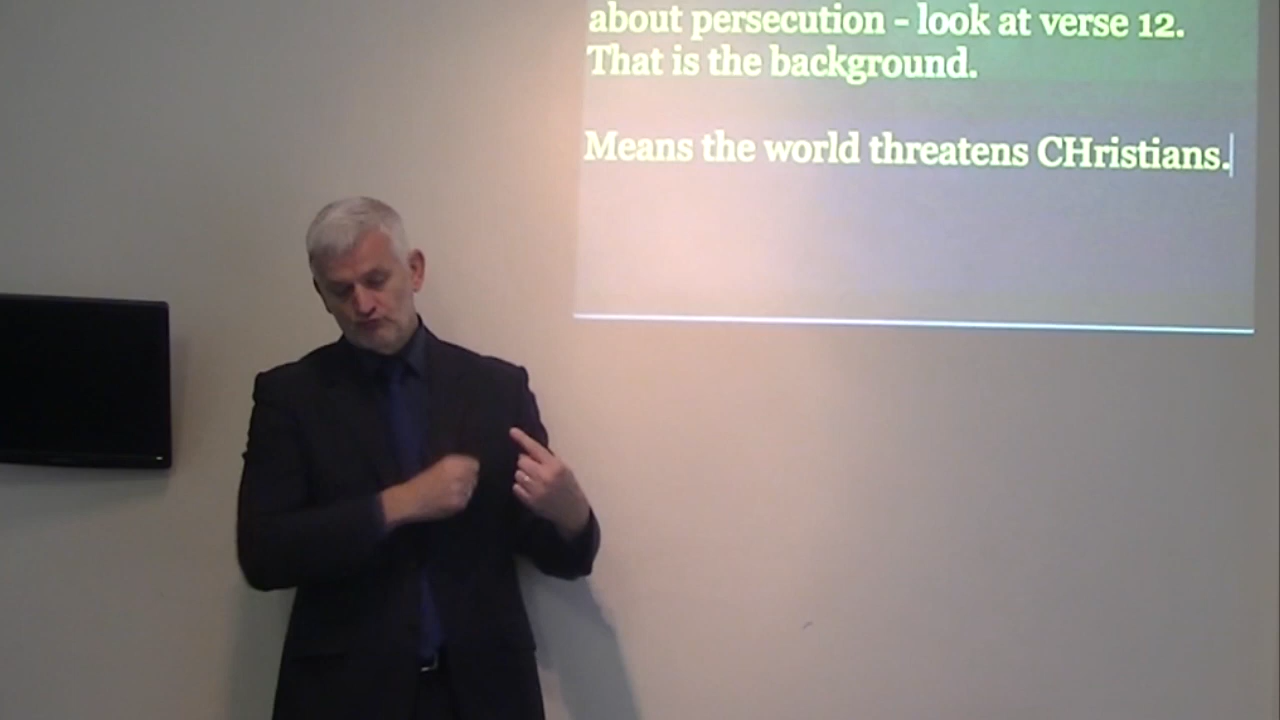 about persecution - look at verse 12.
That is the background.
Means the world threatens CHristians.